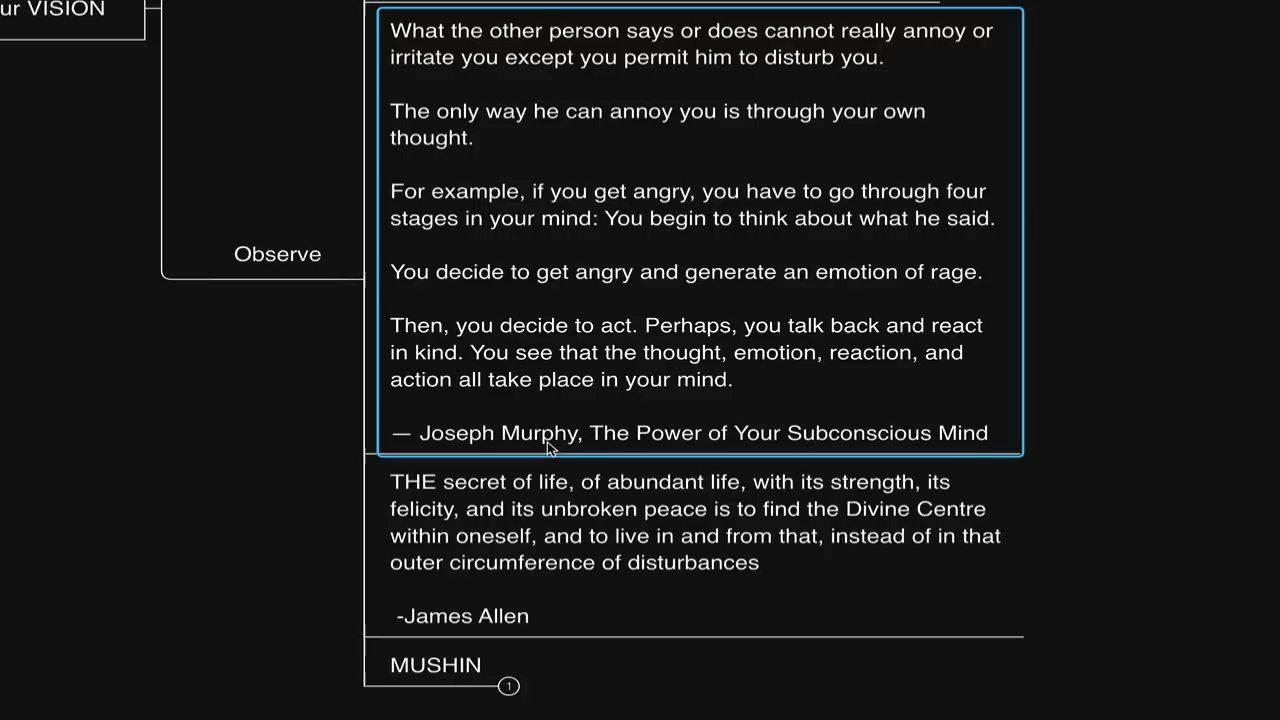 ur VISION
Observe
What the other person says or does cannot really annoy or
irritate you except you permit him to disturb you.
The only way he can annoy you is through your own
thought.
For example, if you get angry, you have to go through four
stages in your mind: You begin to think about what he said.
You decide to get angry and generate an emotion of rage.
Then, you decide to act. Perhaps, you talk back and react
in kind. You see that the thought, emotion, reaction, and
action all take place in your mind.
— Joseph Murphy, The Power of Your Subconscious Mind
THE secret of life, of abundant life, with its strength, its
felicity, and its unbroken peace is to find the Divine Centre
within oneself, and to live in and from that, instead of in that
outer circumference of disturbances
-James Allen
MUSHIN
1